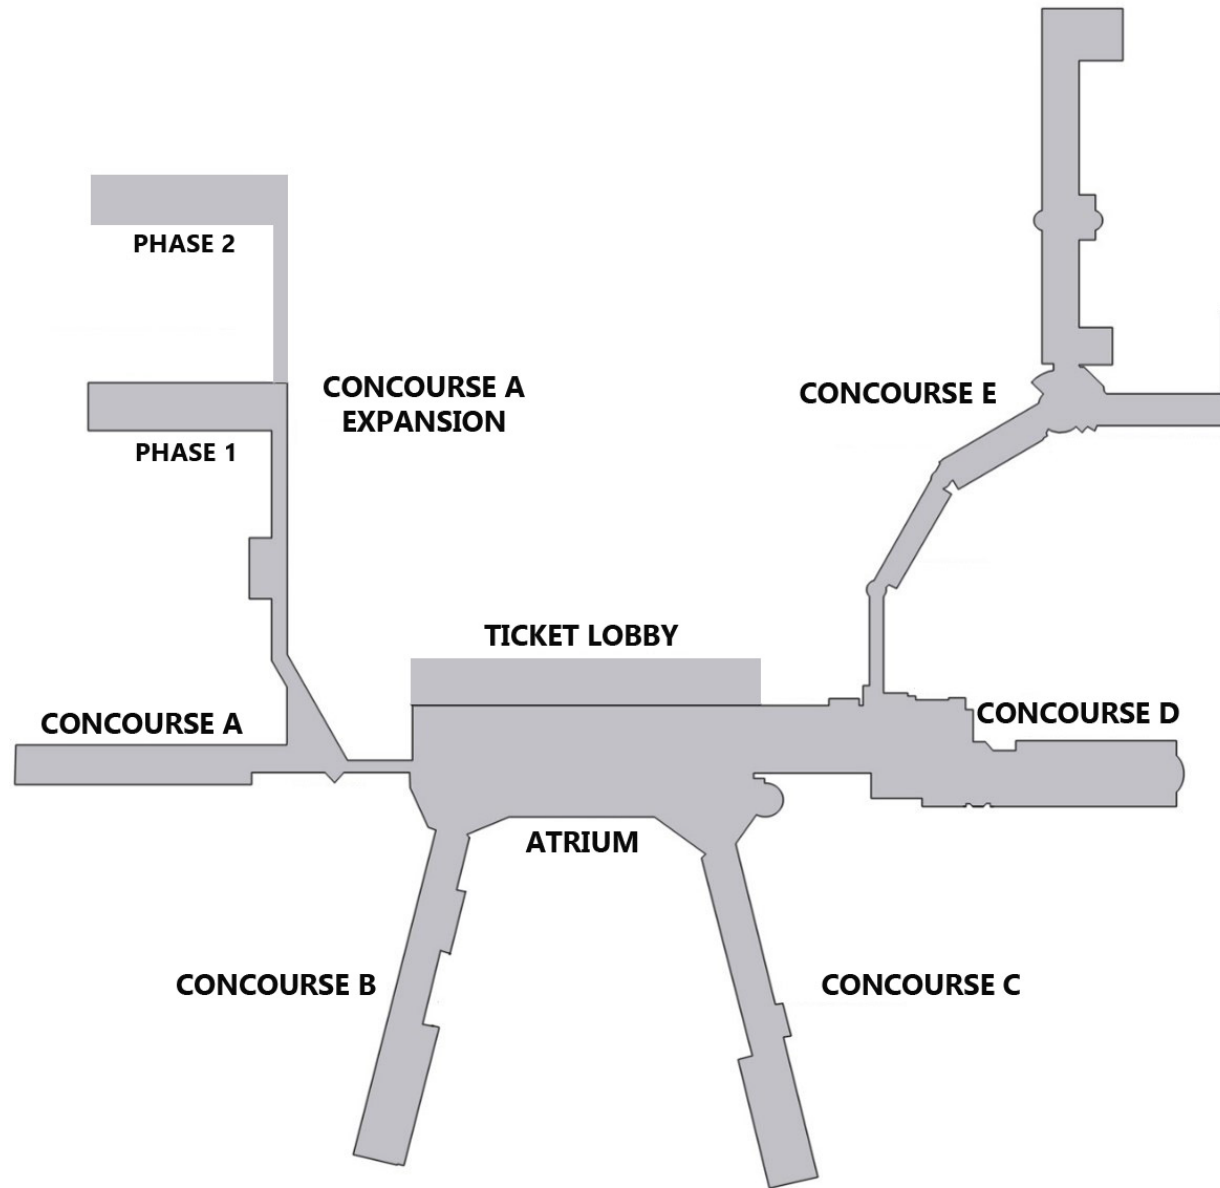 PHASE 2
CONCOURSE A
EXPANSION
CONCOURSE E
PHASE 1
TICKET LOBBY
CONCOURSE A
CONCOURSE D
ATRIUM
CONCOURSE B
CONCOURSE C